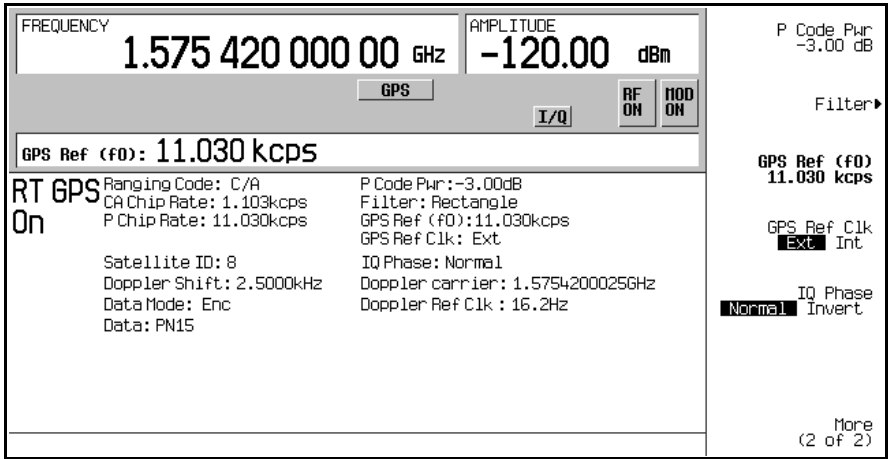 FREQUENCY
1.575 420 000 00 GHz
AMPLITUDE
-120.00 dBm
GPS
I/Q
RF ON
MOD ON
GPS Ref (f0): 11.030 kcps
RT GPS On
Ranging Code: C/A
CA Chip Rate: 1.103kcps
P Chip Rate: 11.030kcps
P Code Pwr:-3.00dB
Filter: Rectangle
GPS Ref (f0):11.030kcps
GPS Ref Clk: Ext
Satellite ID: 8
Doppler Shift: 2.5000kHz
Data Mode: Enc
Data: PN15
IQ Phase: Normal
Doppler carrier: 1.5754200025GHz
Doppler Ref Clk : 16.2Hz
P Code Pwr
-3.00 dB
Filter
GPS Ref (f0)
11.030 kcps
GPS Ref Clk
Ext Int
IQ Phase
Normal Invert
More
(2 of 2)